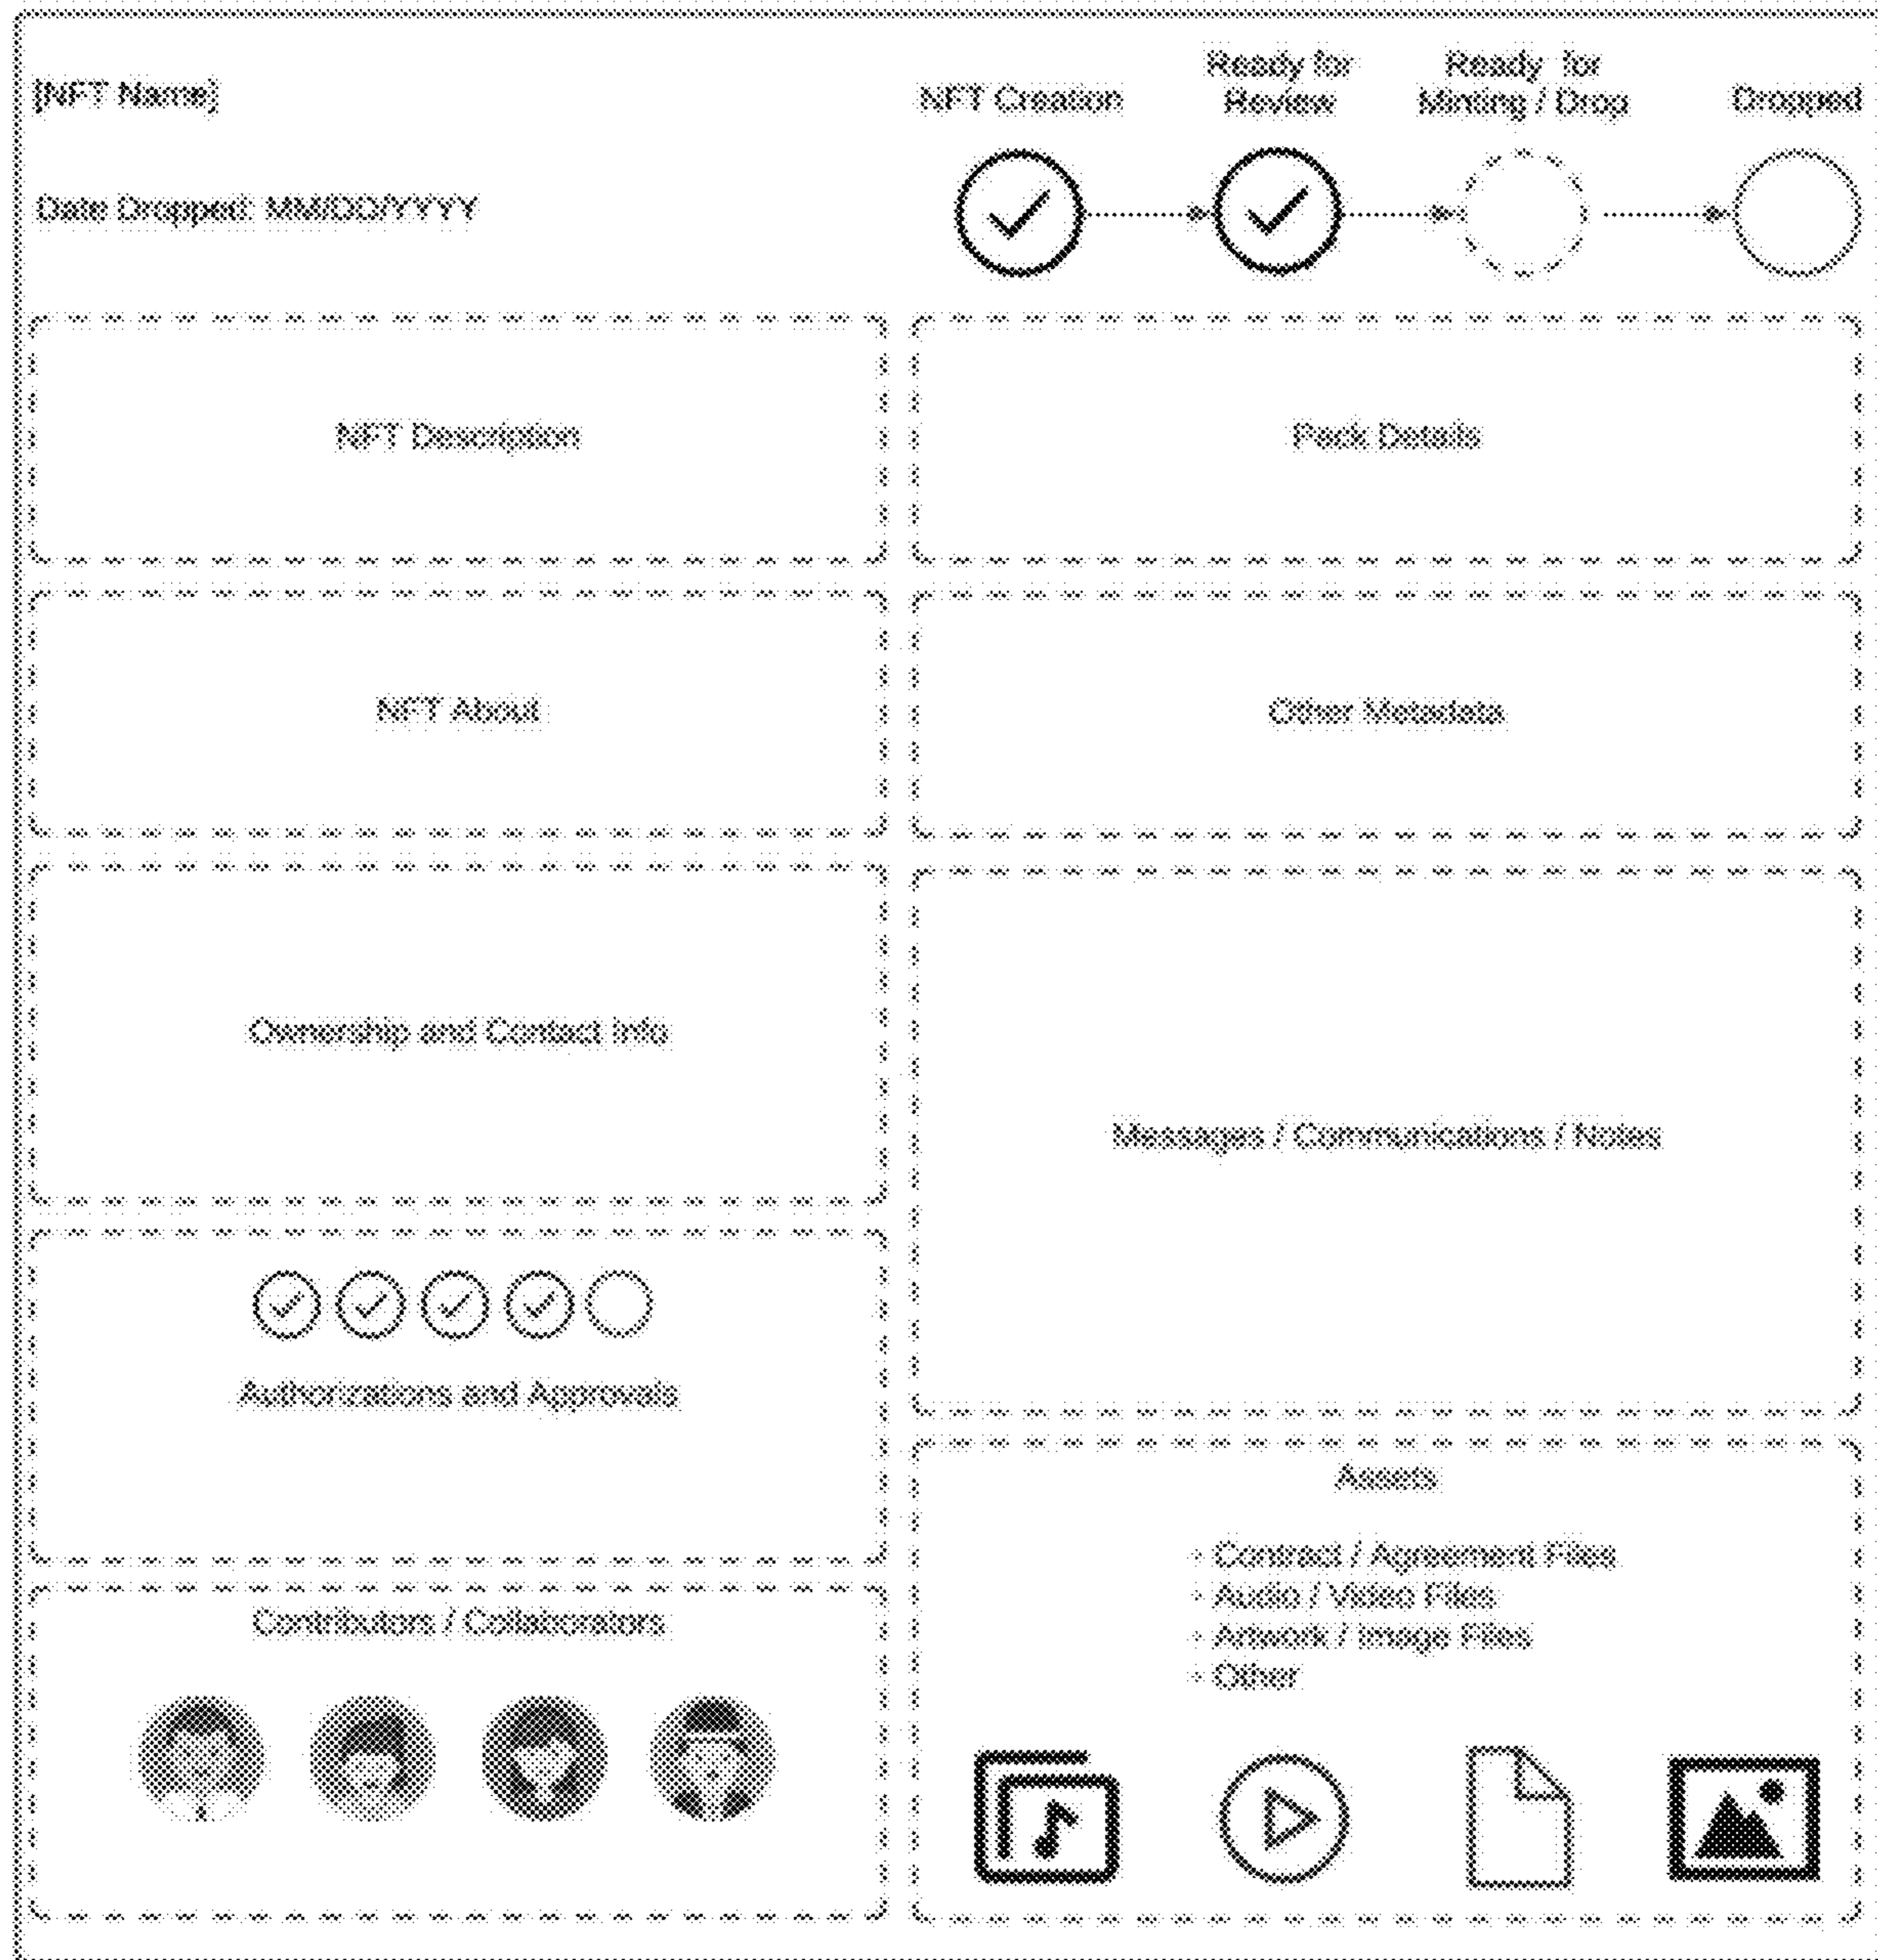 [NFT Name]
Date Dropped: MM/DD/YYYY
NFT Creation
Ready for
Review
Ready for
Minting / Drop
Dropped
NFT Description
Pack Details
NFT About
Other Metadata
Ownership and Contact Info
Messages / Communications / Notes
Authorizations and Approvals
Contributors / Collaborators
Assets
Contract / Agreement Files
Audio / Video Files
Artwork / Image Files
Other